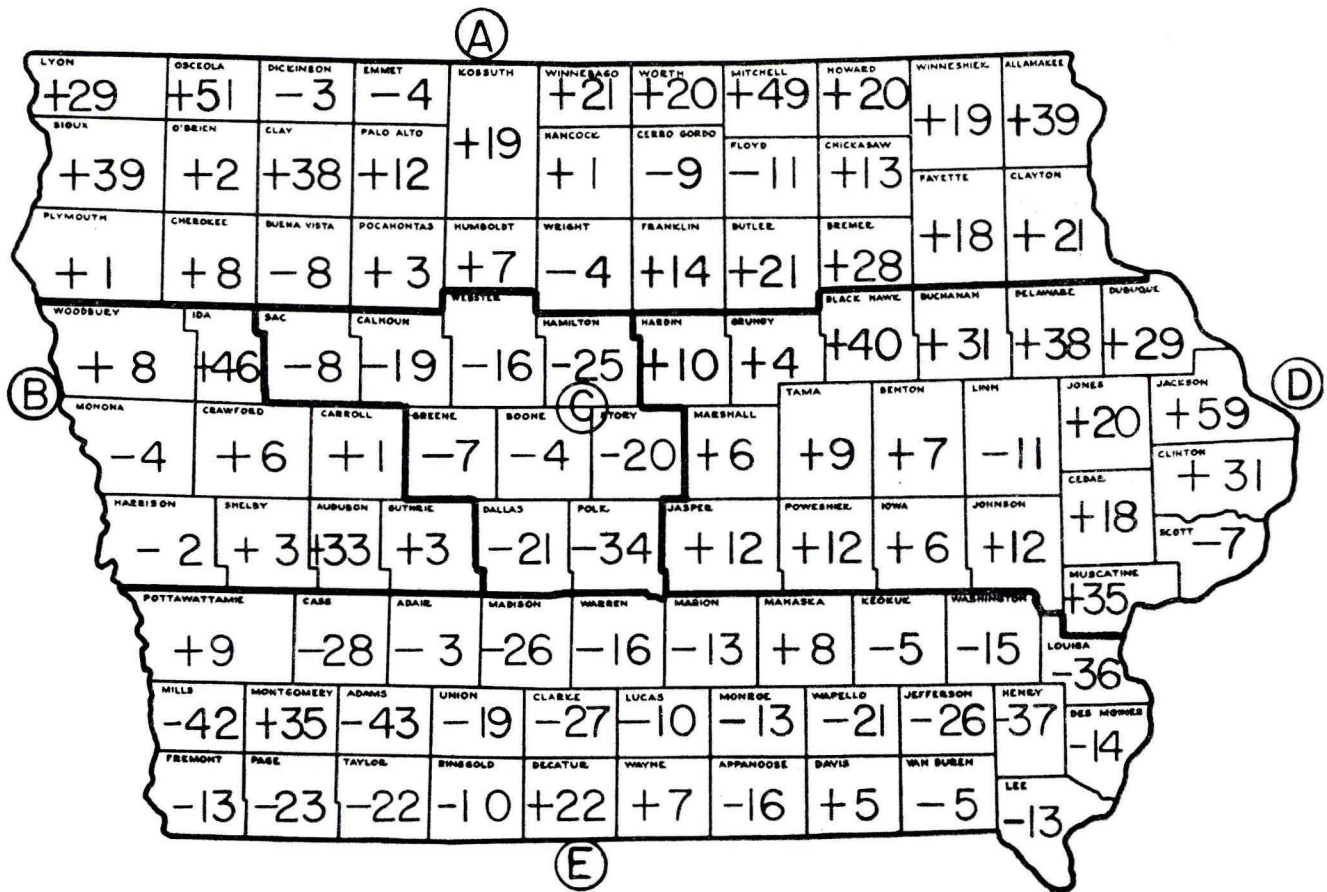 A
LYON OSCEOLA DICKINSON EMMET KOSSUTH WINNEBAGO WORTH MITCHELL HOWARD WINNESHIEK ALLAMAKEE
+29 +51 -3 -4 +19 +21 +20 +49 +20 +19 +39
SIOUX O'BRIEN CLAY PALO ALTO HANCOCK CERRO GORDO FLOYD CHICKASAW FAYETTE CLAYTON
+39 +2 +38 +12 +1 -9 -11 +13 +18 +21
PLYMOUTH CHEROKEE BUENA VISTA POCAHONTAS HUMBOLDT WRIGHT FRANKLIN BUTLER BREMER
+1 +8 -8 +3 +7 -4 +14 +21 +28
WOODBURY IDA SAC CALHOUN WEBSTER HAMILTON HARDIN GRUNDY BLACK HAWK BUCHANAN DELAWARE DUBUQUE
+8 +46 -8 -19 -16 -25 +10 +4 +40 +31 +38 +29
B C D
MONONA CRAWFORD CARROLL GREENE BOONE STORY MARSHALL TAMA BENTON LINN JONES JACKSON
-4 +6 +1 -7 -4 -20 +6 +9 +7 -11 +20 +59
CLINTON
+31
HARRISON SHELBY AUDUBON GUTHRIE DALLAS POLK JASPER POWESHIEK IOWA JOHNSON CEDAR SCOTT
-2 +3 +33 +3 -21 -34 +12 +12 +6 +12 +18 -7
MUSCATINE
+35
POTTAWATTAMIE CASS ADAIR MADISON WARREN MARION MAHASKA KEOKUK WASHINGTON LOUISA
+9 -28 -3 -26 -16 -13 +8 -5 -15 -36
MILLS MONTGOMERY ADAMS UNION CLARKE LUCAS MONROE WAPELLO JEFFERSON HENRY DES MOINES
-42 +35 -43 -19 -27 -10 -13 -21 -26 -37 -14
FREMONT PAGE TAYLOR RINGGOLD DECATUR WAYNE APPANOOSE DAVIS VAN BUREN LEE
-13 -23 -22 -10 +22 +7 -16 +5 -5 -13
E